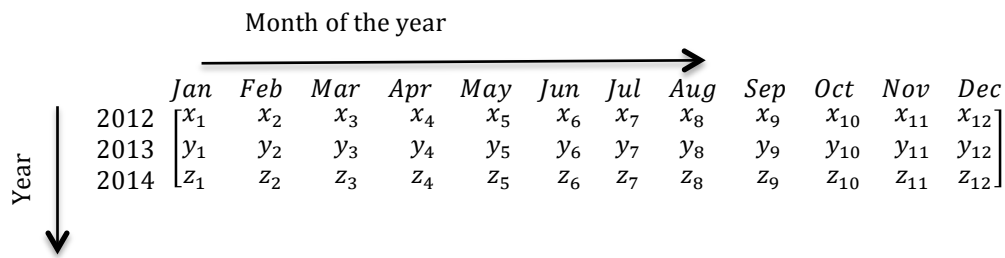 Month of the year
Jan Feb Mar Apr May Jun Jul Aug Sep Oct Nov Dec
2012 [x₁ x₂ x₃ x₄ x₅ x₆ x₇ x₈ x₉ x₁₀ x₁₁ x₁₂]
2013 [y₁ y₂ y₃ y₄ y₅ y₆ y₇ y₈ y₉ y₁₀ y₁₁ y₁₂]
2014 [z₁ z₂ z₃ z₄ z₅ z₆ z₇ z₈ z₉ z₁₀ z₁₁ z₁₂]
Year